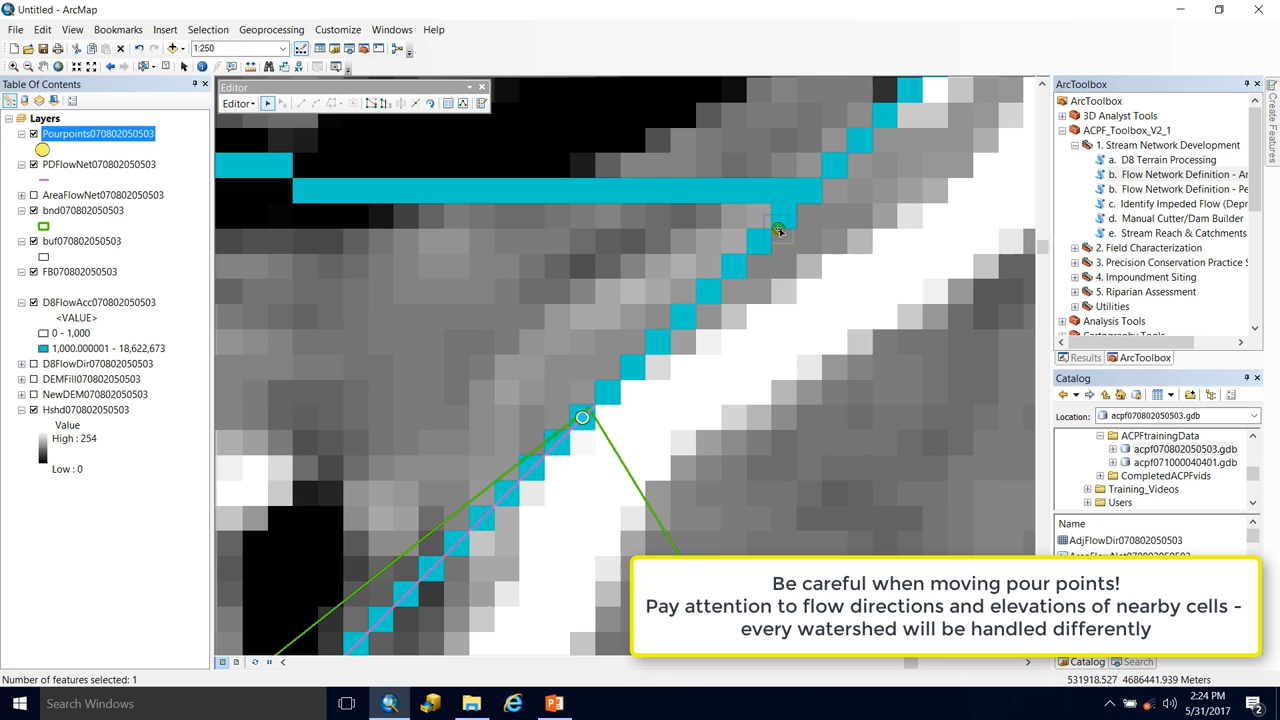 Untitled - ArcMap
File Edit View Bookmarks Insert Selection Geoprocessing Customize Windows Help
1:250
Table Of Contents
Layers
Pourpoints070802050503
PDFlowNet070802050503
AreaFlowNet070802050503
bnd070802050503
buf070802050503
FB070802050503
D8FlowAcc070802050503
<VALUE>
0 - 1,000
1,000.000001 - 18,622,673
D8FlowDir070802050503
DEMFill070802050503
NewDEM070802050503
Hshd070802050503
Value
High : 254
Low : 0
Editor
Editor
ArcToolbox
ArcToolbox
3D Analyst Tools
ACPF_Toolbox_V2_1
1. Stream Network Development
a. D8 Terrain Processing
b. Flow Network Definition - Ar
b. Flow Network Definition - Pe
c. Identify Impeded Flow (Depr
d. Manual Cutter/Dam Builder
e. Stream Reach & Catchments
2. Field Characterization
3. Precision Conservation Practice S
4. Impoundment Siting
5. Riparian Assessment
Utilities
Analysis Tools
Results ArcToolbox
Create Features
Catalog
Location: acpf070802050503.gdb
ACPFtrainingData
acpf070802050503.gdb
acpf071000040401.gdb
CompletedACPFvids
Training_Videos
Users
Name
AdjFlowDir070802050503
Be careful when moving pour points!
Pay attention to flow directions and elevations of nearby cells -
every watershed will be handled differently
Catalog Search
Number of features selected: 1
531918.527 4686441.939 Meters
Search Windows
2:24 PM
5/31/2017
2